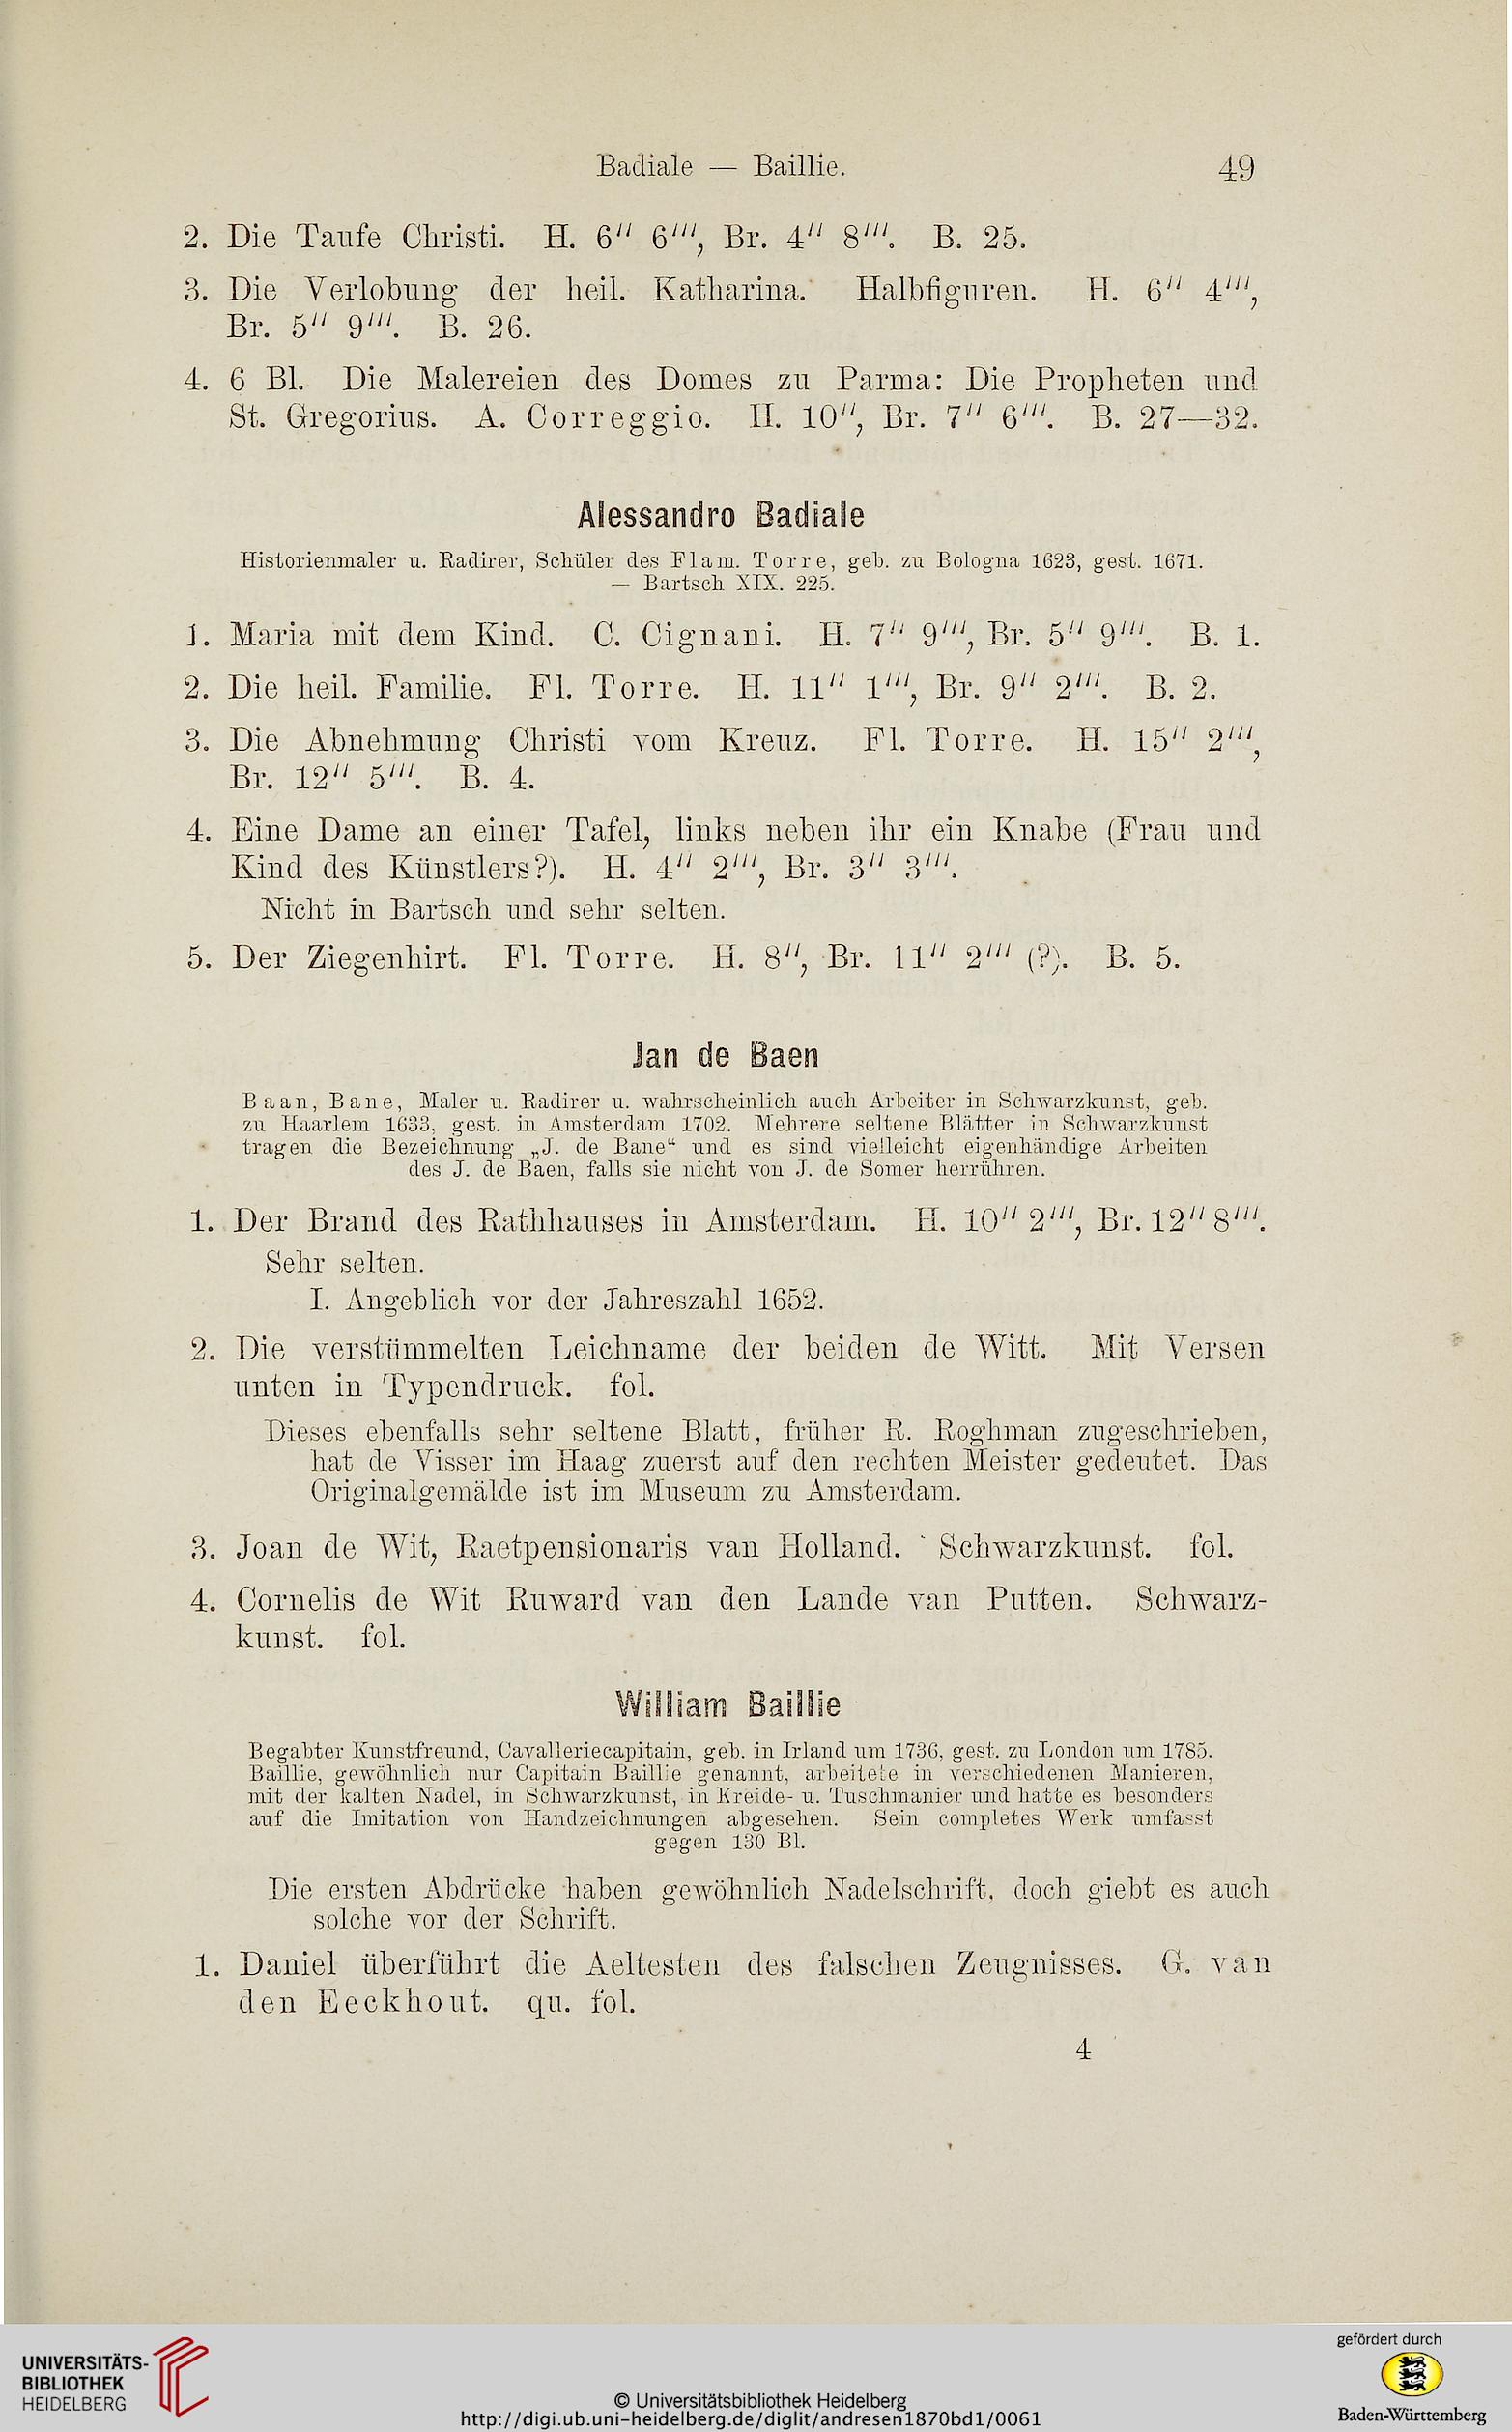 Badiale — Baillie. 49
2. Die Taufe Christi. H. 6'' 6''', Br. 4'' 8'''. B. 25.
3. Die Verlobung der heil. Katharina. Halbfiguren. H. 6'' 4''',
Br. 5'' 9'''. B. 26.
4. 6 Bl. Die Malereien des Domes zu Parma: Die Propheten und
St. Gregorius. A. Correggio. H. 10'', Br. 7'' 6'''. B. 27—32.
Alessandro Badiale
Historienmaler u. Radirer, Schüler des Flam. Torre, geb. zu Bologna 1623, gest. 1671.
— Bartsch XIX. 225.
1. Maria mit dem Kind. C. Cignani. H. 7'' 9''', Br. 5'' 9'''. B. 1.
2. Die heil. Familie. Fl. Torre. H. 11'' 1''', Br. 9'' 2'''. B. 2.
3. Die Abnehmung Christi vom Kreuz. Fl. Torre. H. 15'' 2''',
Br. 12'' 5'''. B. 4.
4. Eine Dame an einer Tafel, links neben ihr ein Knabe (Frau und
Kind des Künstlers?). H. 4'' 2''', Br. 3'' 3'''.
Nicht in Bartsch und sehr selten.
5. Der Ziegenhirt. Fl. Torre. H. 8'', Br. 11'' 2''' (?). B. 5.
Jan de Baen
Baan, Bane, Maler u. Radirer u. wahrscheinlich auch Arbeiter in Schwarzkunst, geb.
zu Haarlem 1633, gest. in Amsterdam 1702. Mehrere seltene Blätter in Schwarzkunst
tragen die Bezeichnung „J. de Bane“ und es sind vielleicht eigenhändige Arbeiten
des J. de Baen, falls sie nicht von J. de Somer herrühren.
1. Der Brand des Rathhauses in Amsterdam. H. 10'' 2''', Br. 12'' 8'''.
Sehr selten.
I. Angeblich vor der Jahreszahl 1652.
2. Die verstümmelten Leichname der beiden de Witt. Mit Versen
unten in Typendruck. fol.
Dieses ebenfalls sehr seltene Blatt, früher R. Roghman zugeschrieben,
hat de Visser im Haag zuerst auf den rechten Meister gedeutet. Das
Originalgemälde ist im Museum zu Amsterdam.
3. Joan de Wit, Raetpensionaris van Holland. Schwarzkunst. fol.
4. Cornelis de Wit Ruward van den Lande van Putten. Schwarz-
kunst. fol.
William Baillie
Begabter Kunstfreund, Cavalleriecapitain, geb. in Irland um 1736, gest. zu London um 1785.
Baillie, gewöhnlich nur Capitain Baillie genannt, arbeitete in verschiedenen Manieren,
mit der kalten Nadel, in Schwarzkunst, in Kreide- u. Tuschmanier und hatte es besonders
auf die Imitation von Handzeichnungen abgesehen. Sein completes Werk umfasst
gegen 130 Bl.
Die ersten Abdrücke haben gewöhnlich Nadelschrift, doch giebt es auch
solche vor der Schrift.
1. Daniel überführt die Aeltesten des falschen Zeugnisses. G. van
den Eeckhout. qu. fol.
4
UNIVERSITÄTS-
BIBLIOTHEK
HEIDELBERG
© Universitätsbibliothek Heidelberg
http://digi.ub.uni-heidelberg.de/diglit/andresen1870bd1/0061
gefördert durch
Baden-Württemberg